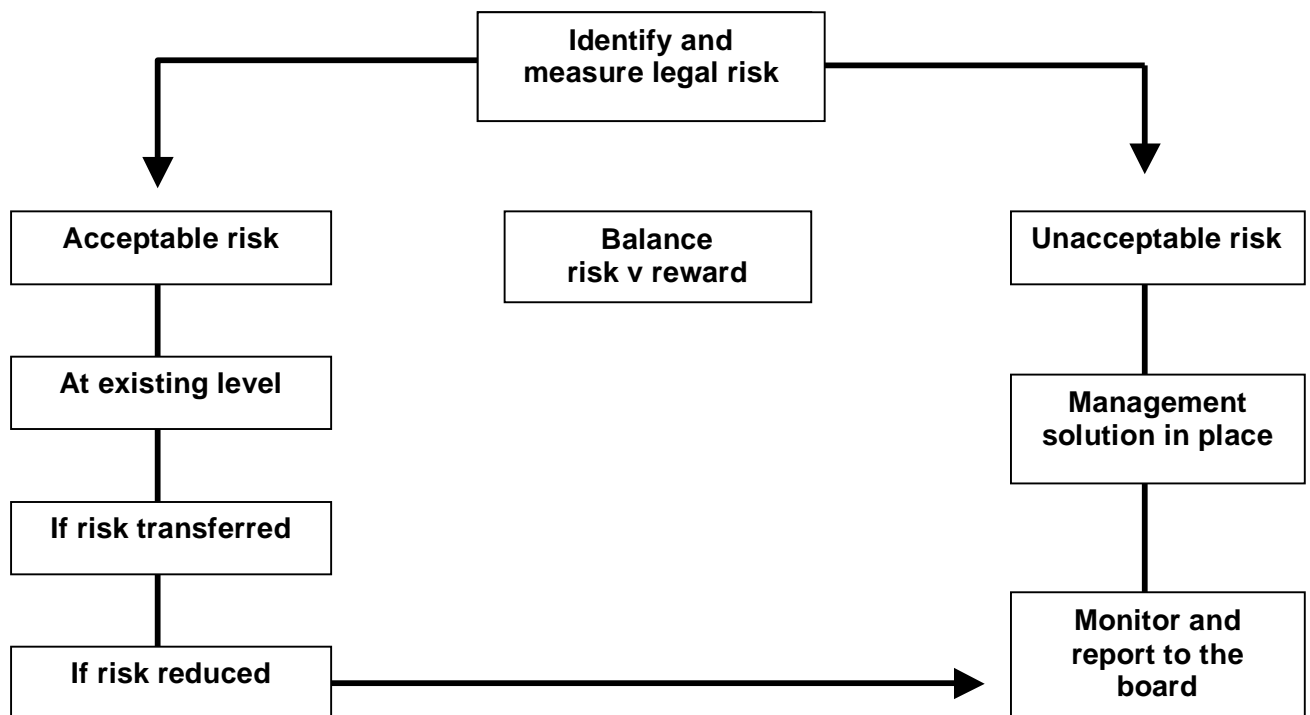 Identify and
measure legal risk
Acceptable risk
Balance
risk v reward
Unacceptable risk
At existing level
Management
solution in place
If risk transferred
Monitor and
report to the
board
If risk reduced